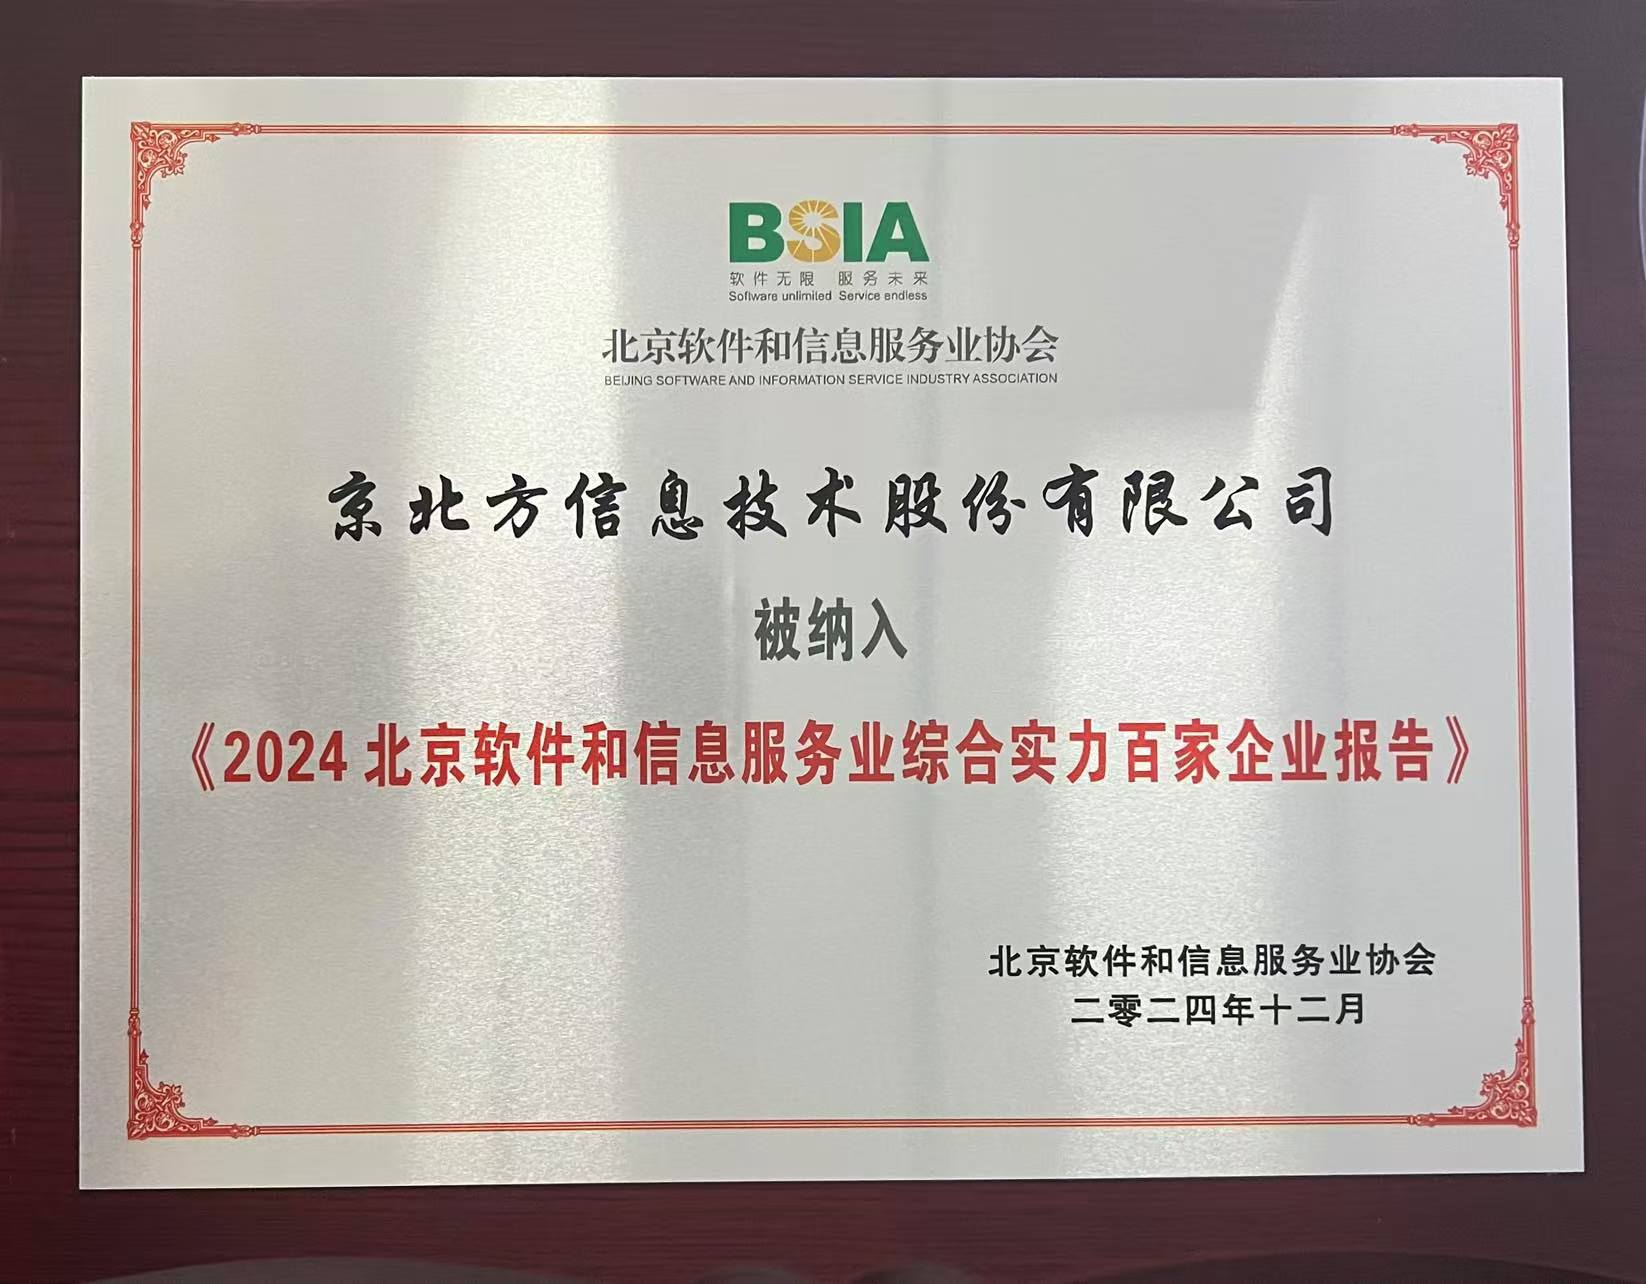 BSIA
软件无限 服务未来
Software unlimited Service endless
北京软件和信息服务业协会
BEIJING SOFTWARE AND INFORMATION SERVICE INDUSTRY ASSOCIATION
京北方信息技术股份有限公司
被纳入
《2024 北京软件和信息服务业综合实力百家企业报告》
北京软件和信息服务业协会
二零二四年十二月